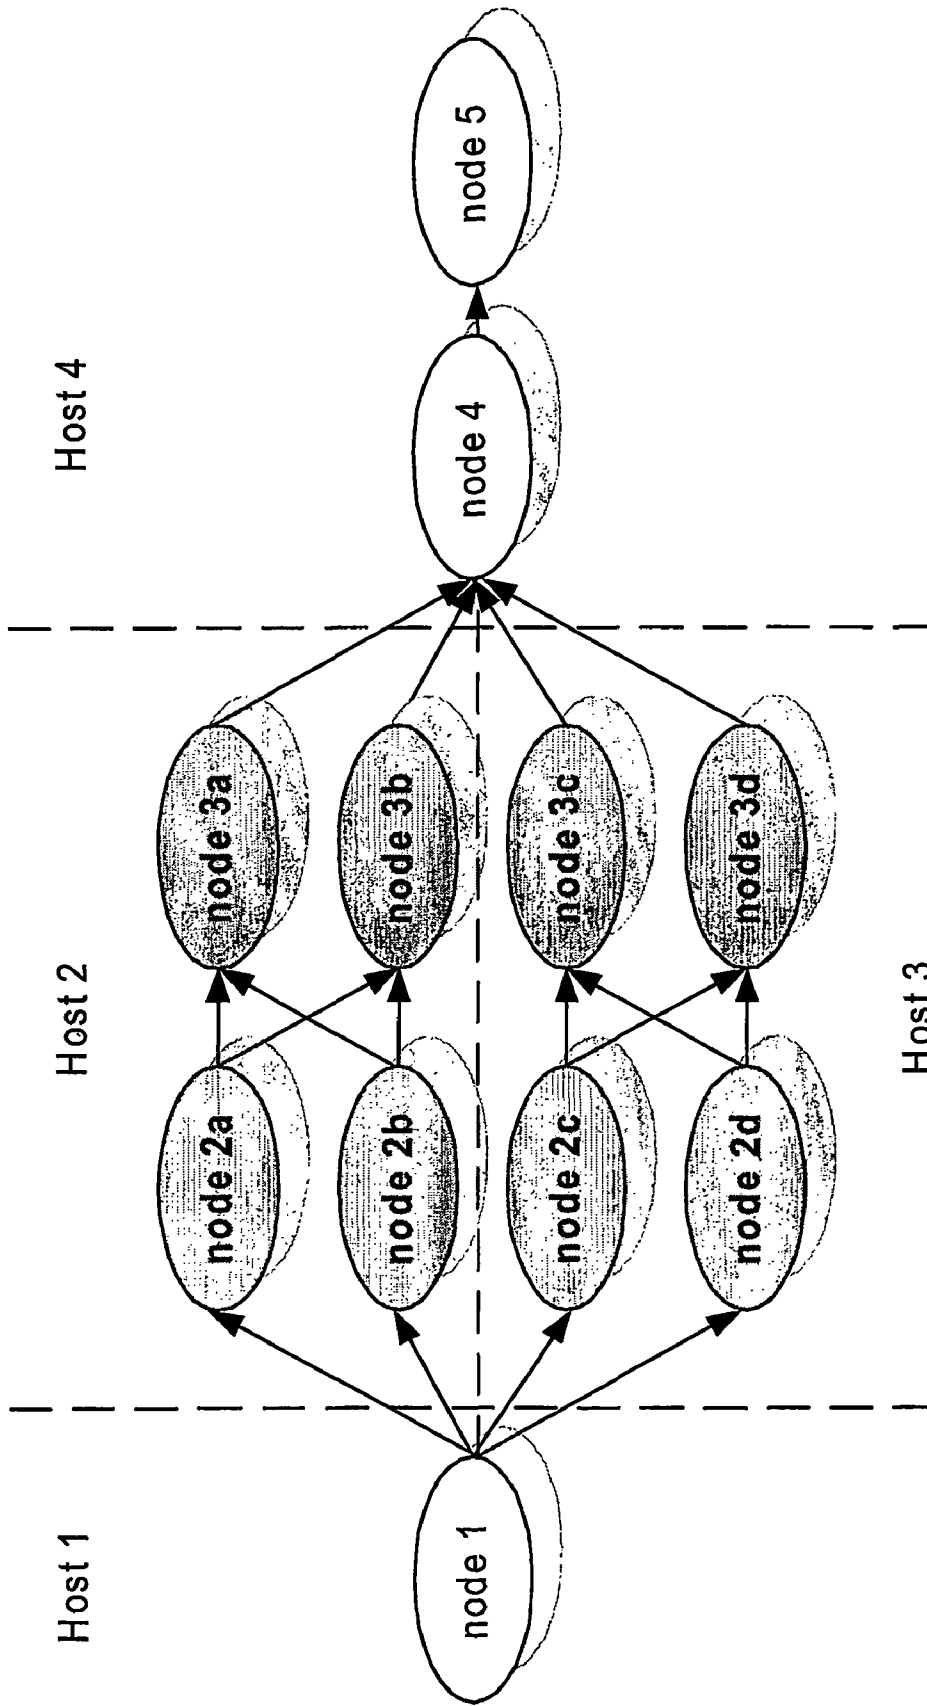 Host 1
Host 2
Host 4
node 1
node 2a
node 3a
node 2b
node 3b
node 4
node 5
node 2c
node 3c
node 2d
node 3d
Host 3